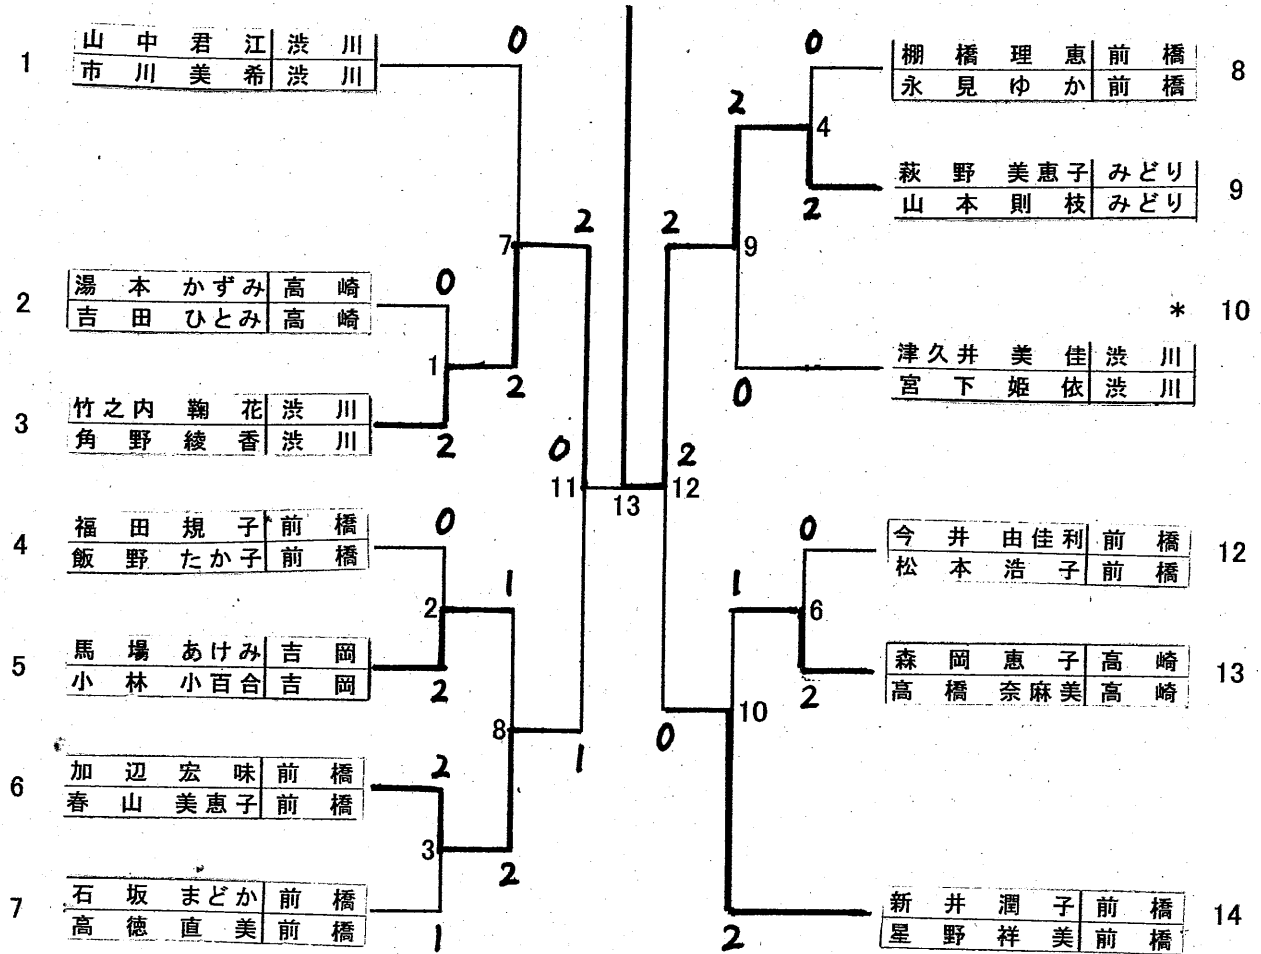 1 山中君江 渋川
市川美希 渋川
0
2 湯本かずみ 高崎
吉田ひとみ 高崎
0
1
3 竹之内鞠花 渋川
角野綾香 渋川
2
7
2
2
4 福田規子 前橋
飯野たか子 前橋
0
2
5 馬場あけみ 吉岡
小林小百合 吉岡
2
1
6 加辺宏味 前橋
春山美恵子 前橋
2
3
7 石坂まどか 前橋
高徳直美 前橋
1
8
2
1
0
11
13
12
2
棚橋理恵 前橋 8
永見ゆか 前橋
0
4
萩野美恵子 みどり 9
山本則枝 みどり
2
2
9
2
* 10
津久井美佳 渋川
宮下姫依 渋川
0
今井由佳利 前橋 12
松本浩子 前橋
0
6
森岡恵子 高崎 13
高橋奈麻美 高崎
2
1
10
0
新井潤子 前橋 14
星野祥美 前橋
2